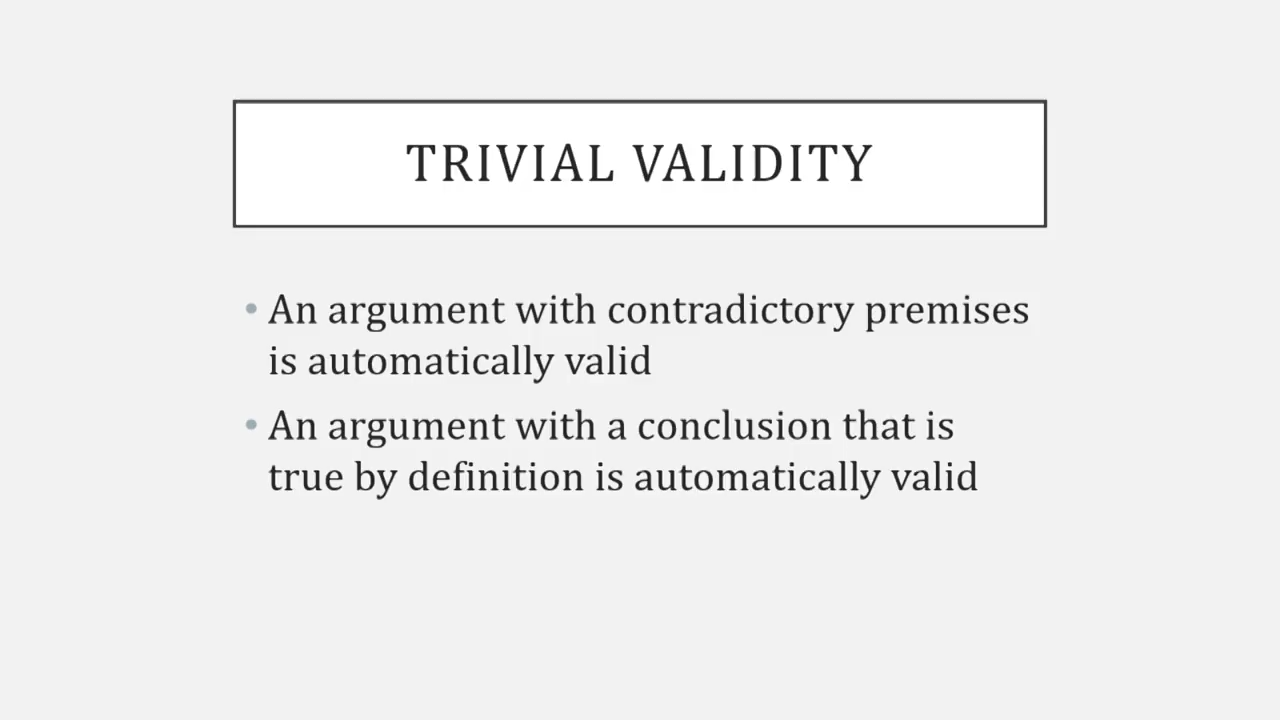 TRIVIAL VALIDITY
• An argument with contradictory premises
is automatically valid
• An argument with a conclusion that is
true by definition is automatically valid